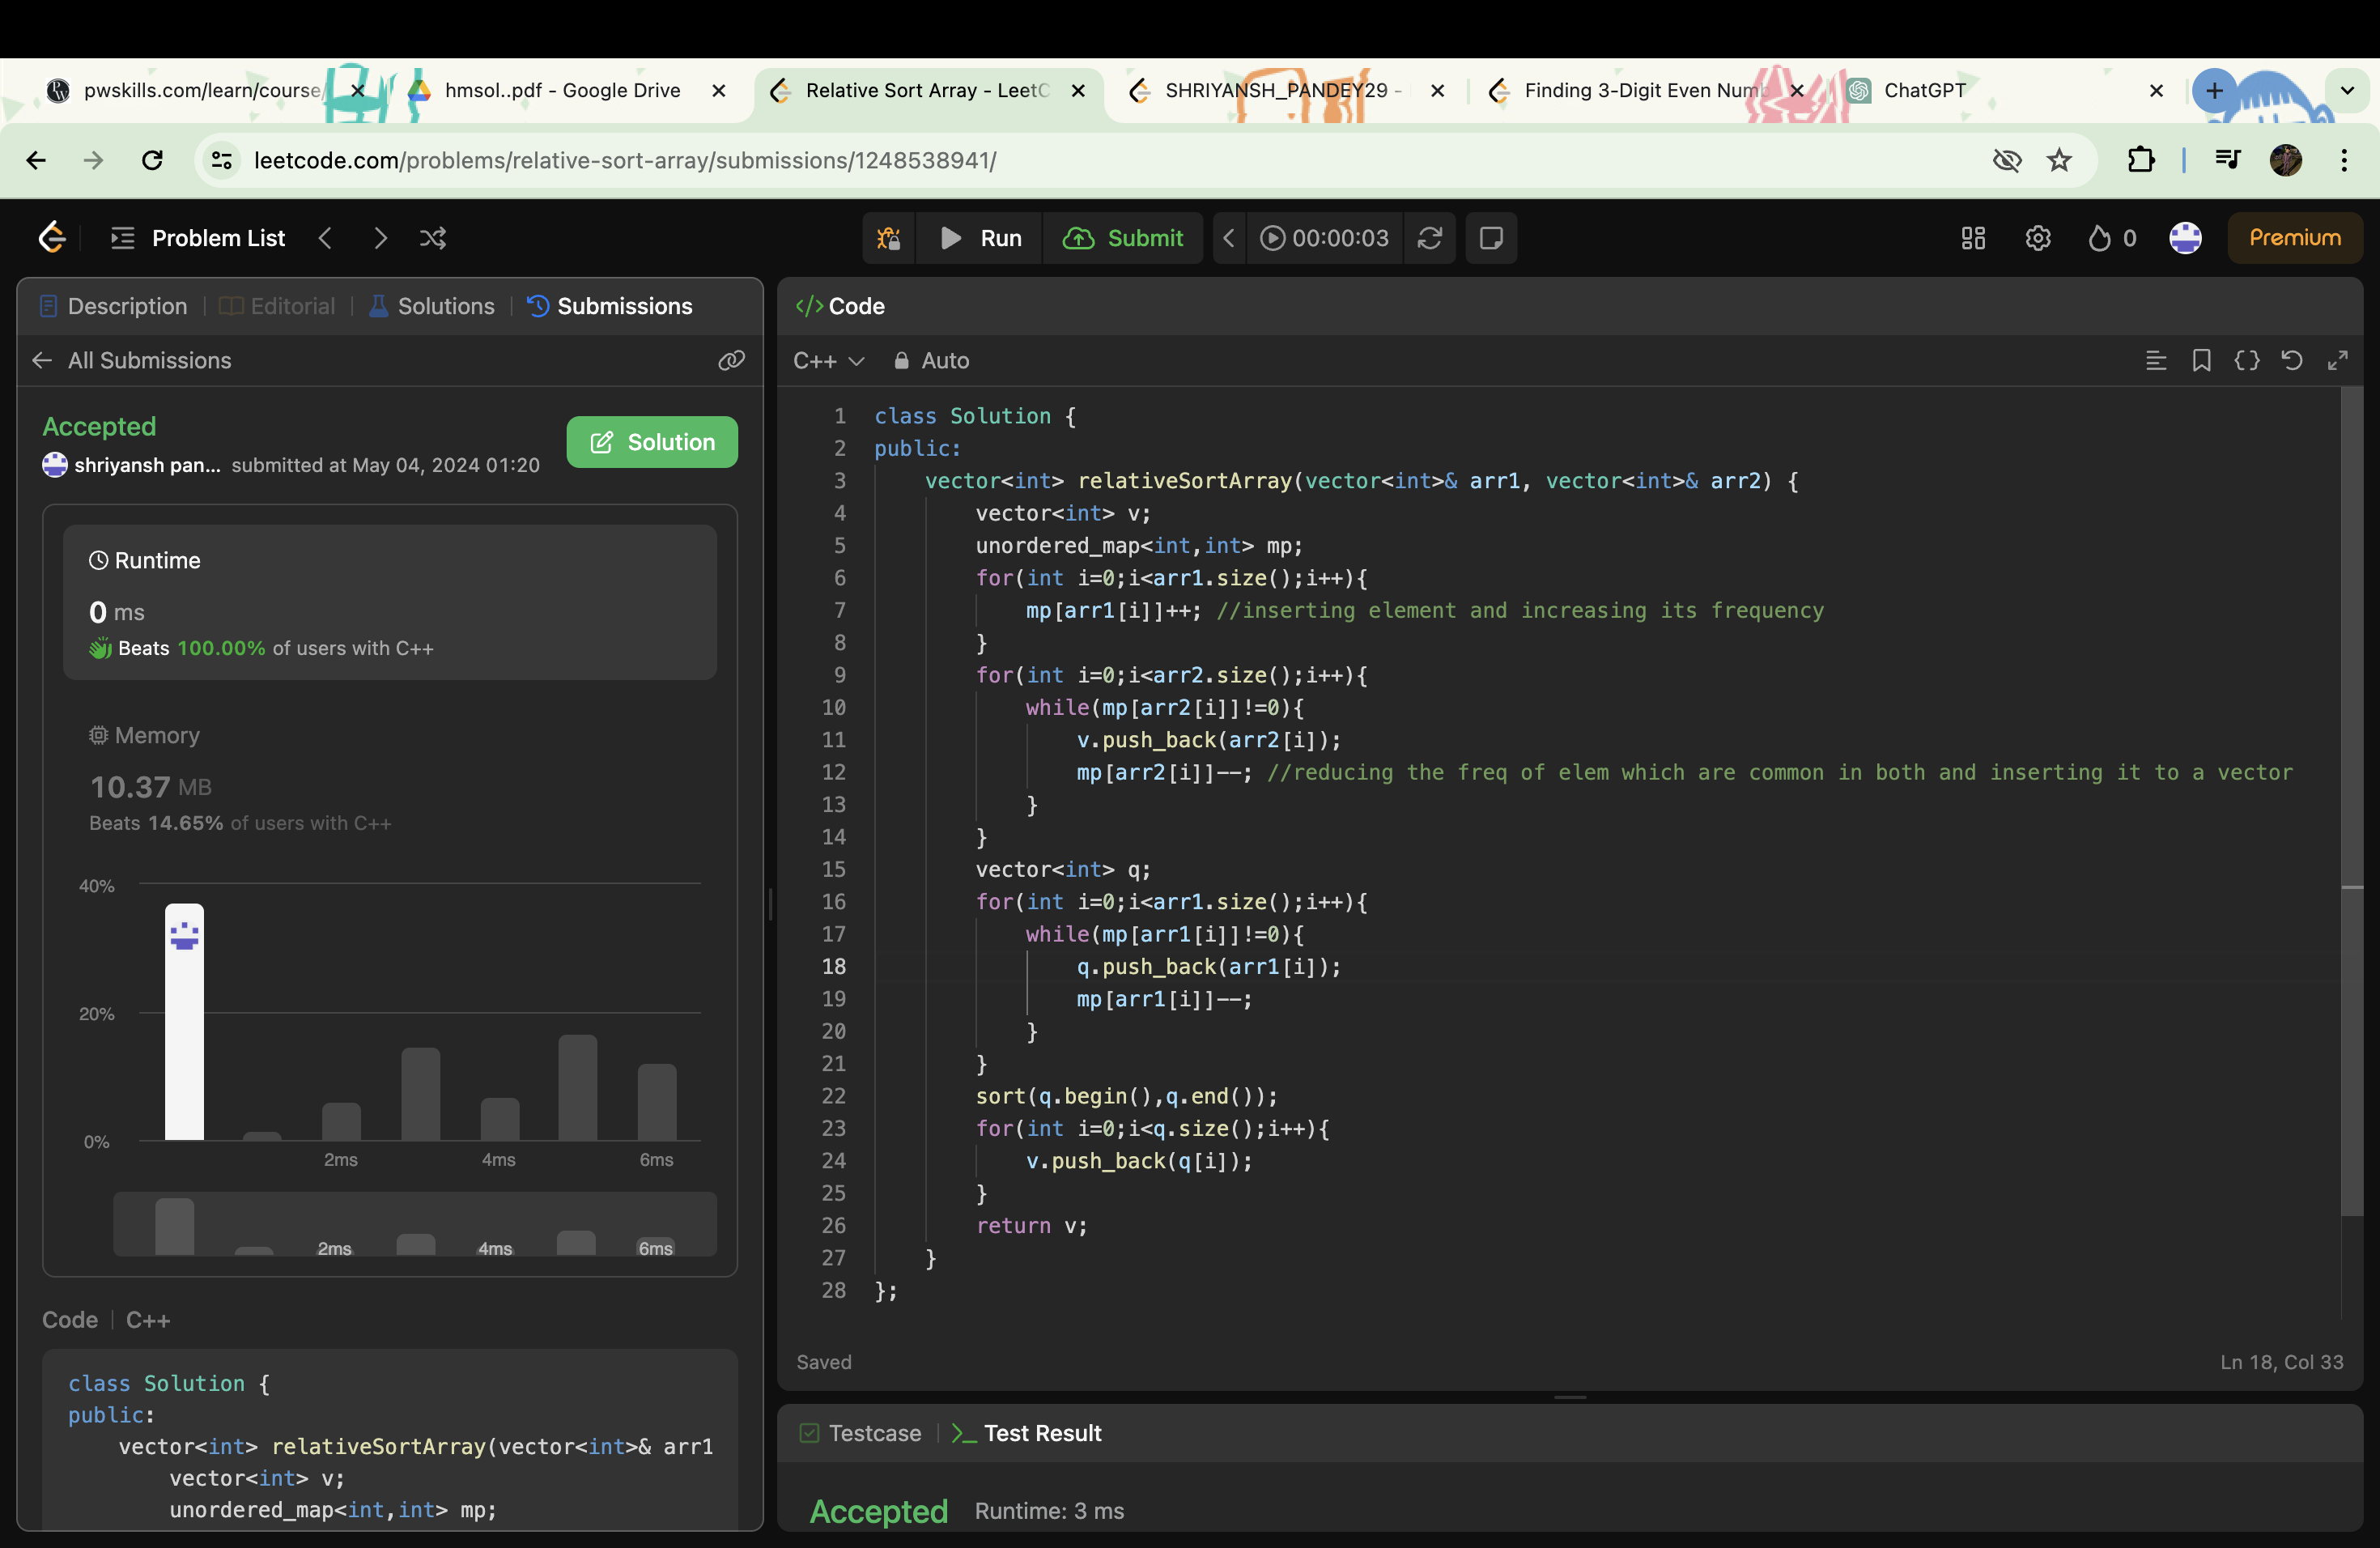 pwskills.com/learn/course/
hmsol..pdf - Google Drive
Relative Sort Array - LeetC
SHRIYANSH_PANDEY29 -
Finding 3-Digit Even Numb
ChatGPT
leetcode.com/problems/relative-sort-array/submissions/1248538941/
Problem List
Run
Submit
00:00:03
0
Premium
Description
Editorial
Solutions
Submissions
All Submissions
Accepted
Solution
shriyansh pan... submitted at May 04, 2024 01:20
Runtime
0 ms
Beats 100.00% of users with C++
Memory
10.37 MB
Beats 14.65% of users with C++
40%
20%
0%
2ms 4ms 6ms
2ms 4ms 6ms
Code | C++
class Solution {
public:
vector<int> relativeSortArray(vector<int>& arr1
vector<int> v;
unordered_map<int,int> mp;
</> Code
C++ Auto
1 class Solution {
2 public:
3 vector<int> relativeSortArray(vector<int>& arr1, vector<int>& arr2) {
4 vector<int> v;
5 unordered_map<int,int> mp;
6 for(int i=0;i<arr1.size();i++){
7 mp[arr1[i]]++; //inserting element and increasing its frequency
8 }
9 for(int i=0;i<arr2.size();i++){
10 while(mp[arr2[i]]!=0){
11 v.push_back(arr2[i]);
12 mp[arr2[i]]--; //reducing the freq of elem which are common in both and inserting it to a vector
13 }
14 }
15 vector<int> q;
16 for(int i=0;i<arr1.size();i++){
17 while(mp[arr1[i]]!=0){
18 q.push_back(arr1[i]);
19 mp[arr1[i]]--;
20 }
21 }
22 sort(q.begin(),q.end());
23 for(int i=0;i<q.size();i++){
24 v.push_back(q[i]);
25 }
26 return v;
27 }
28 };
Saved
Ln 18, Col 33
Testcase
Test Result
Accepted Runtime: 3 ms